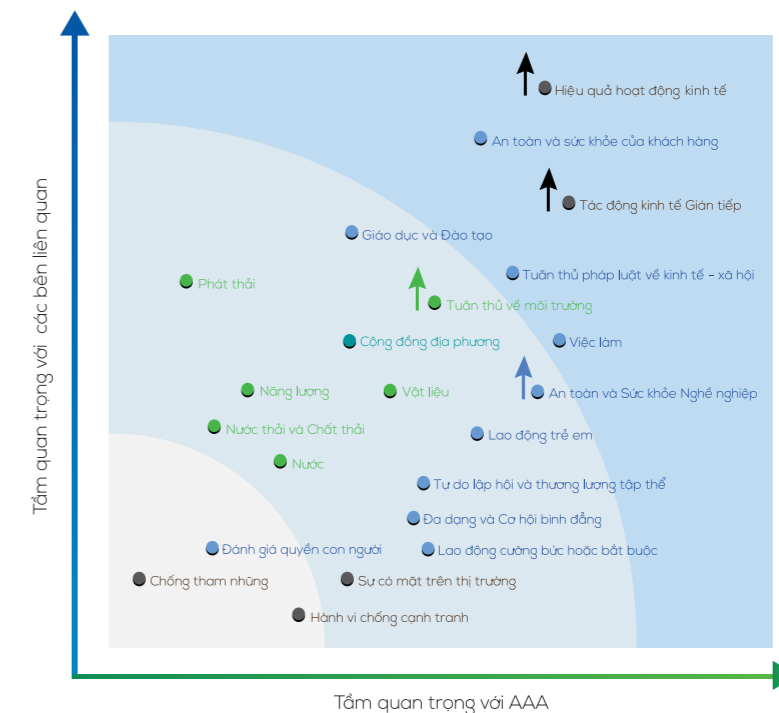 Hiệu quả hoạt động kinh tế
An toàn và sức khỏe của khách hàng
Tác động kinh tế Gián tiếp
Giáo dục và Đào tạo
Tuân thủ pháp luật về kinh tế - xã hội
Phát thải
Tuân thủ về môi trường
Cộng đồng địa phương
Việc làm
Năng lượng
Vật liệu
An toàn và Sức khỏe Nghề nghiệp
Nước thải và Chất thải
Lao động trẻ em
Nước
Tự do lập hội và thương lượng tập thể
Đa dạng và Cơ hội bình đẳng
Đánh giá quyền con người
Lao động cưỡng bức hoặc bắt buộc
Chống tham nhũng
Sự có mặt trên thị trường
Hành vi chống cạnh tranh
Tầm quan trọng với các bên liên quan
Tầm quan trọng với AAA